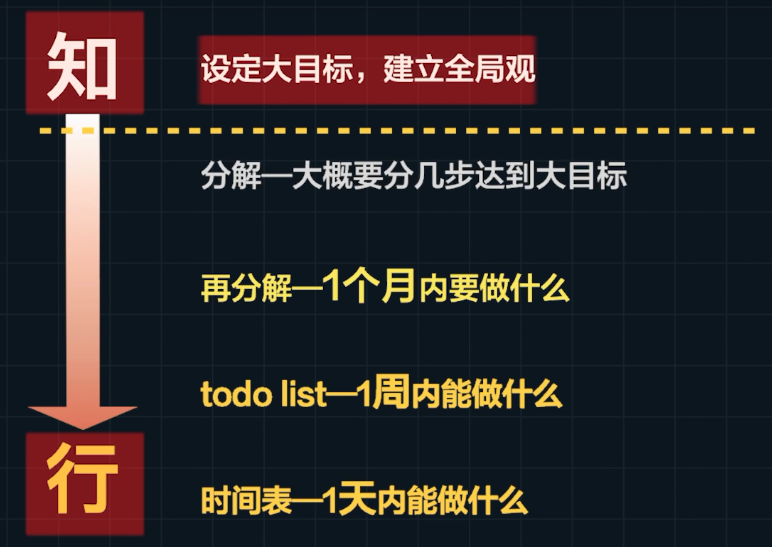 知
设定大目标，建立全局观
分解—大概要分几步达到大目标
再分解—1个月内要做什么
todo list—1周内能做什么
行
时间表—1天内能做什么